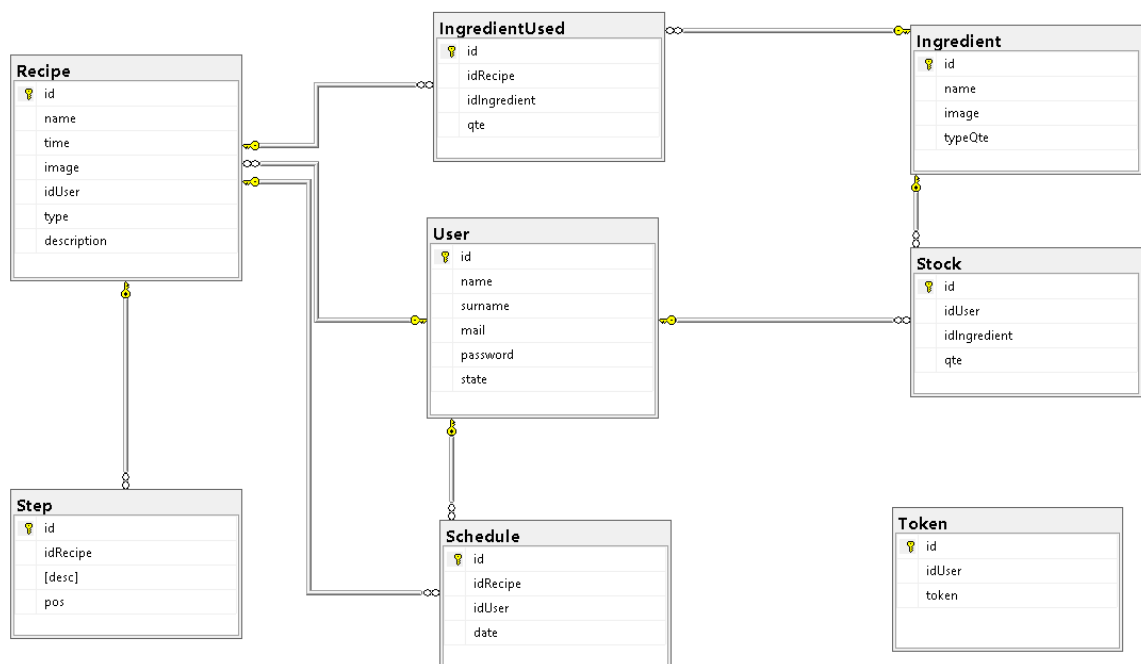 Recipe
id
name
time
image
idUser
type
description
IngredientUsed
id
idRecipe
idIngredient
qte
Ingredient
id
name
image
typeQte
User
id
name
surname
mail
password
state
Stock
id
idUser
idIngredient
qte
Step
id
idRecipe
[desc]
pos
Schedule
id
idRecipe
idUser
date
Token
id
idUser
token